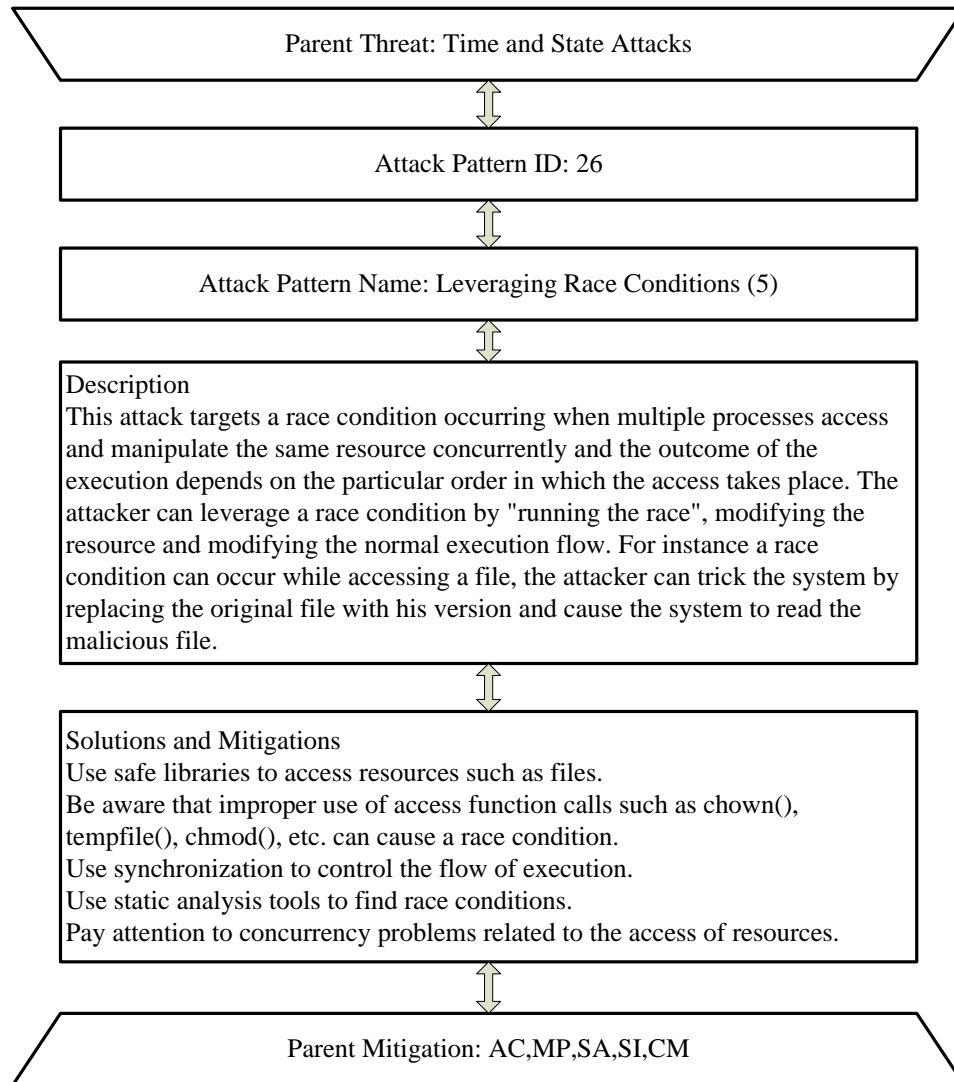 Parent Threat: Time and State Attacks
Attack Pattern ID: 26
Attack Pattern Name: Leveraging Race Conditions (5)
Description
This attack targets a race condition occurring when multiple processes access
and manipulate the same resource concurrently and the outcome of the
execution depends on the particular order in which the access takes place. The
attacker can leverage a race condition by "running the race", modifying the
resource and modifying the normal execution flow. For instance a race
condition can occur while accessing a file, the attacker can trick the system by
replacing the original file with his version and cause the system to read the
malicious file.
Solutions and Mitigations
Use safe libraries to access resources such as files.
Be aware that improper use of access function calls such as chown(),
tempfile(), chmod(), etc. can cause a race condition.
Use synchronization to control the flow of execution.
Use static analysis tools to find race conditions.
Pay attention to concurrency problems related to the access of resources.
Parent Mitigation: AC,MP,SA,SI,CM